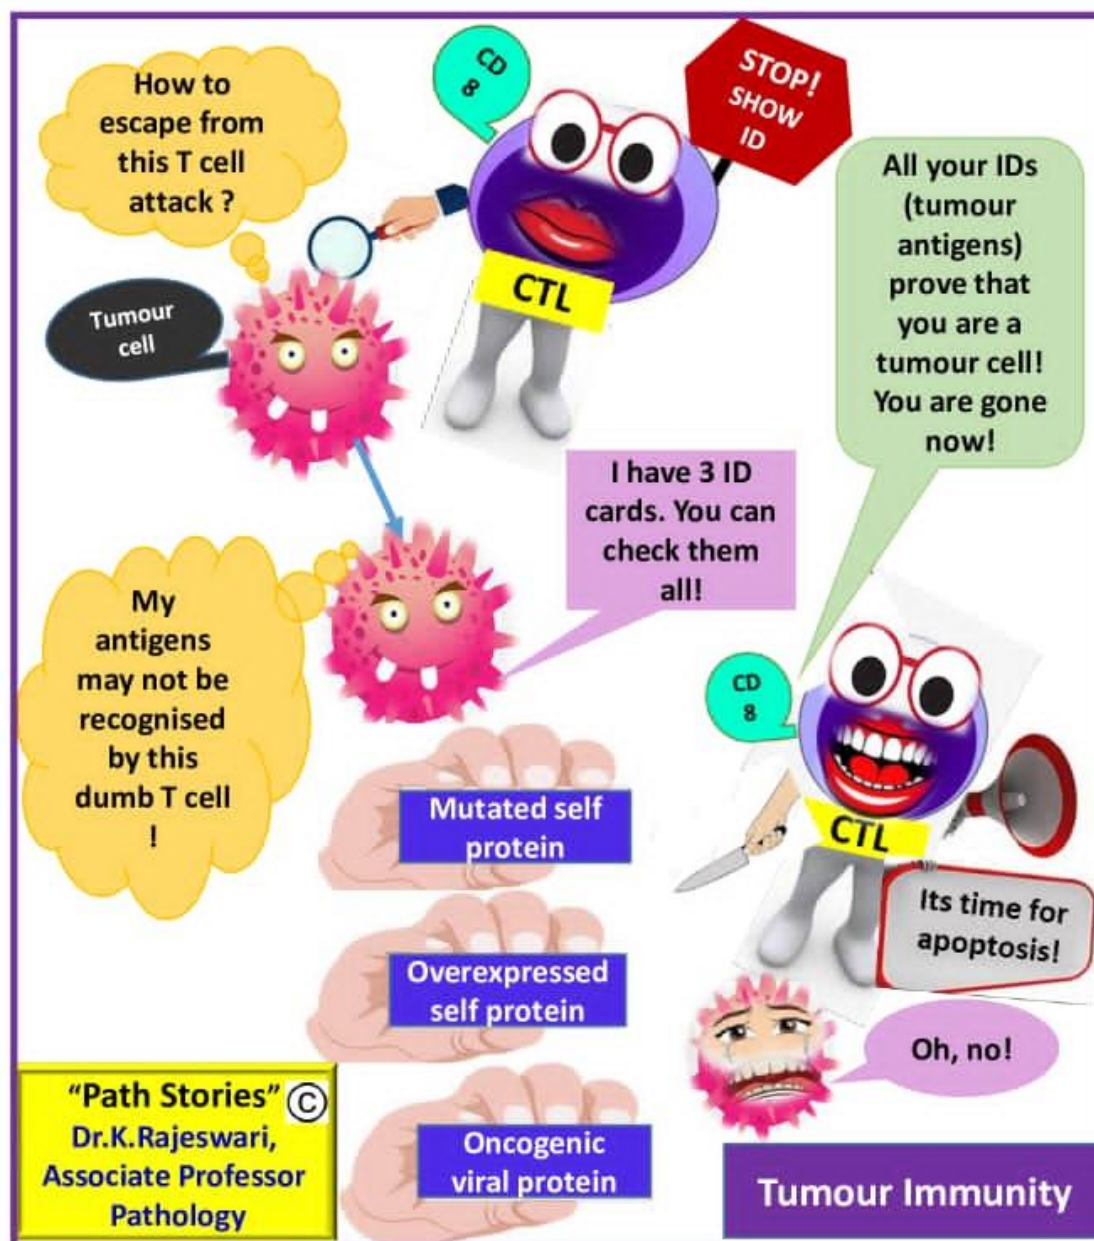 How to
escape from
this T cell
attack ?
CD
8
STOP!
SHOW
ID
CTL
Tumour
cell
All your IDs
(tumour
antigens)
prove that
you are a
tumour cell!
You are gone
now!
I have 3 ID
cards. You can
check them
all!
My
antigens
may not be
recognised
by this
dumb T cell
!
Mutated self
protein
Overexpressed
self protein
Oncogenic
viral protein
CD
8
CTL
Its time for
apoptosis!
Oh, no!
"Path Stories" ©
Dr.K.Rajeswari,
Associate Professor
Pathology
Tumour Immunity